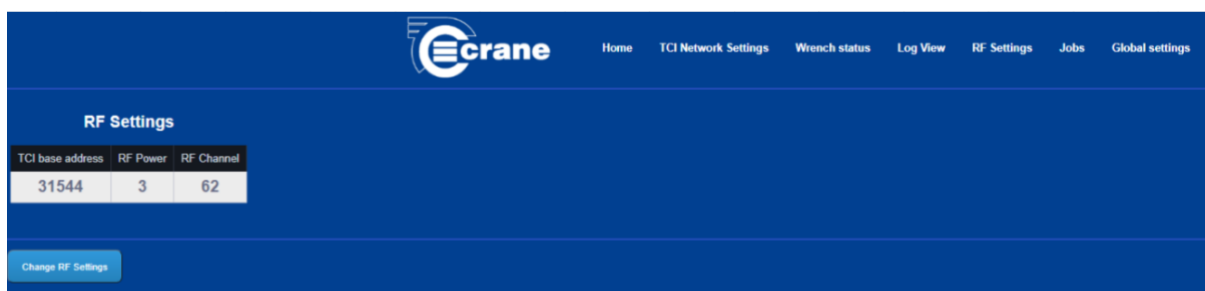 crane
Home TCI Network Settings Wrench status Log View RF Settings Jobs Global settings
RF Settings
TCI base address RF Power RF Channel
31544 3 62
Change RF Settings